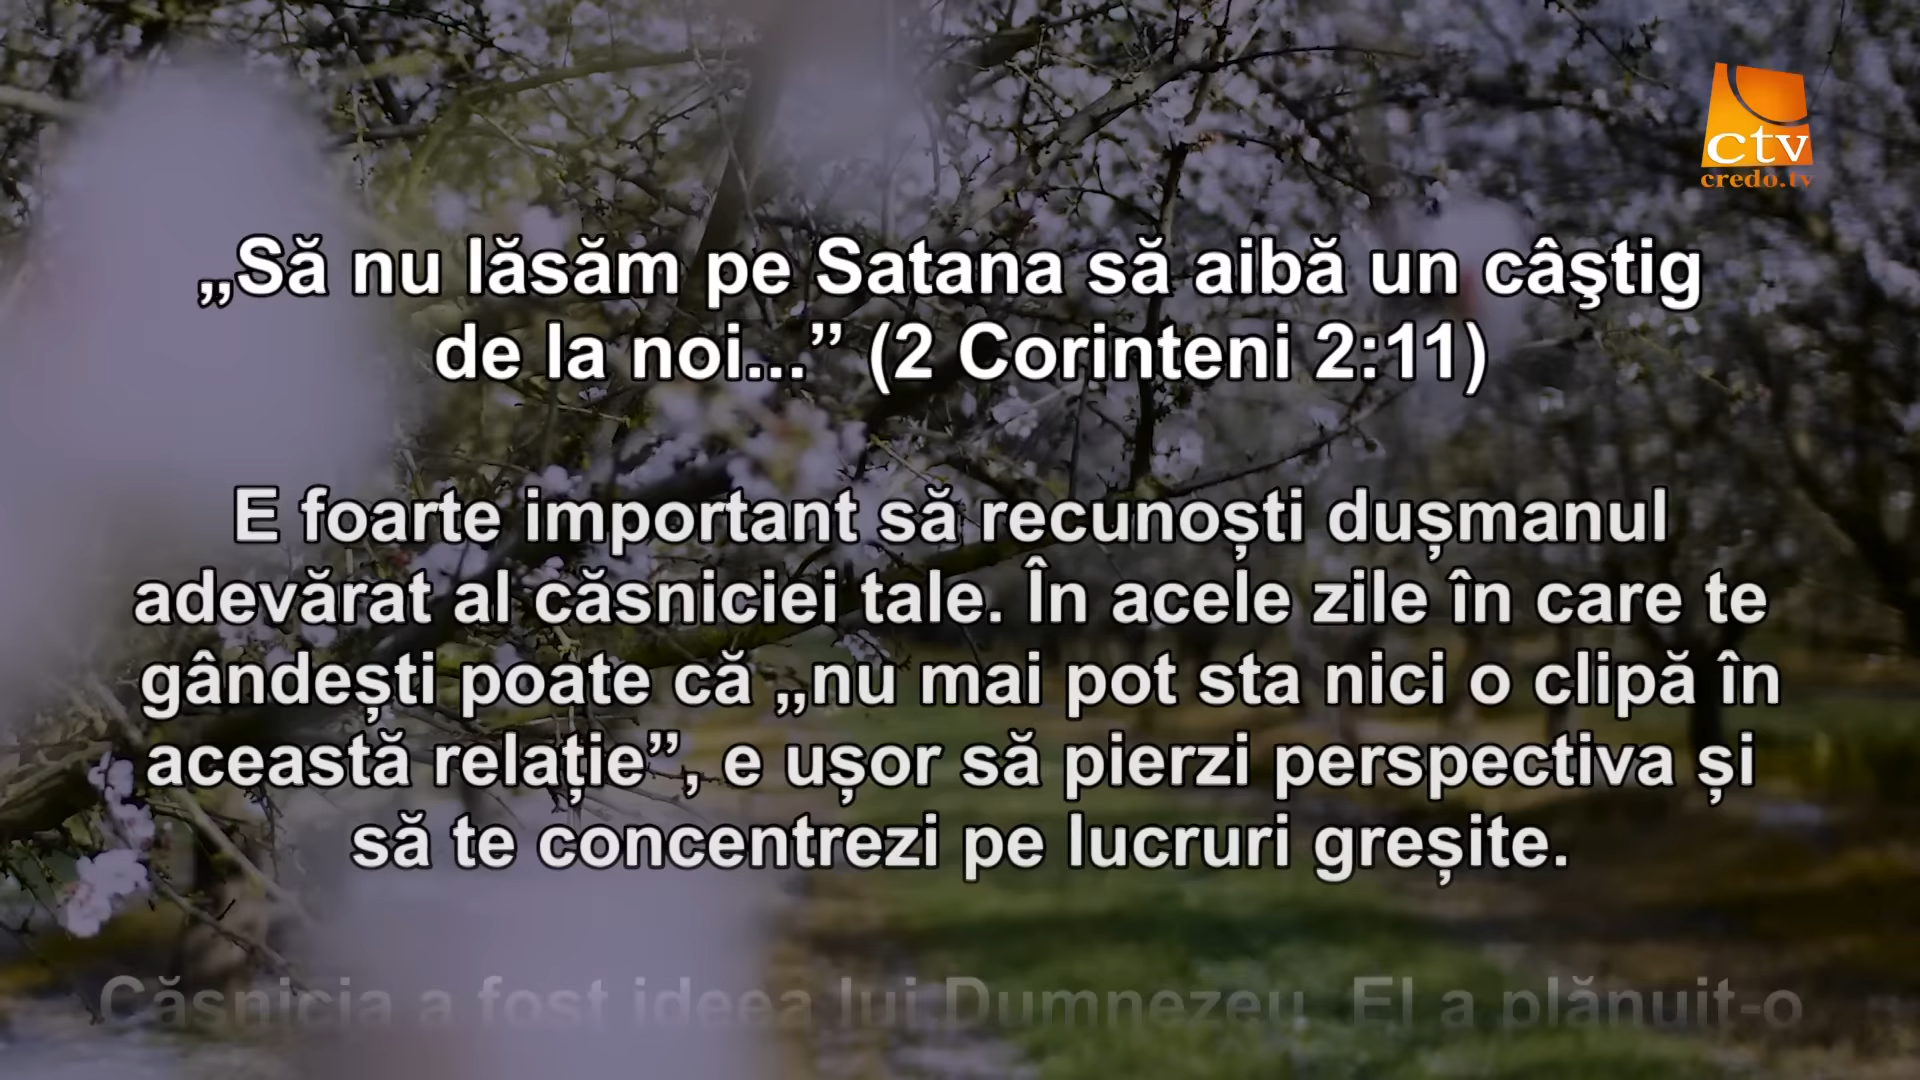 ctv
credo.tv
„Să nu lăsăm pe Satana să aibă un câştig
de la noi...” (2 Corinteni 2:11)
E foarte important să recunoști dușmanul
adevărat al căsniciei tale. În acele zile în care te
gândești poate că „nu mai pot sta nici o clipă în
această relație”, e ușor să pierzi perspectiva și
să te concentrezi pe lucruri greșite.
Căsnicia a fost ideea lui Dumnezeu. El a plănuit-o